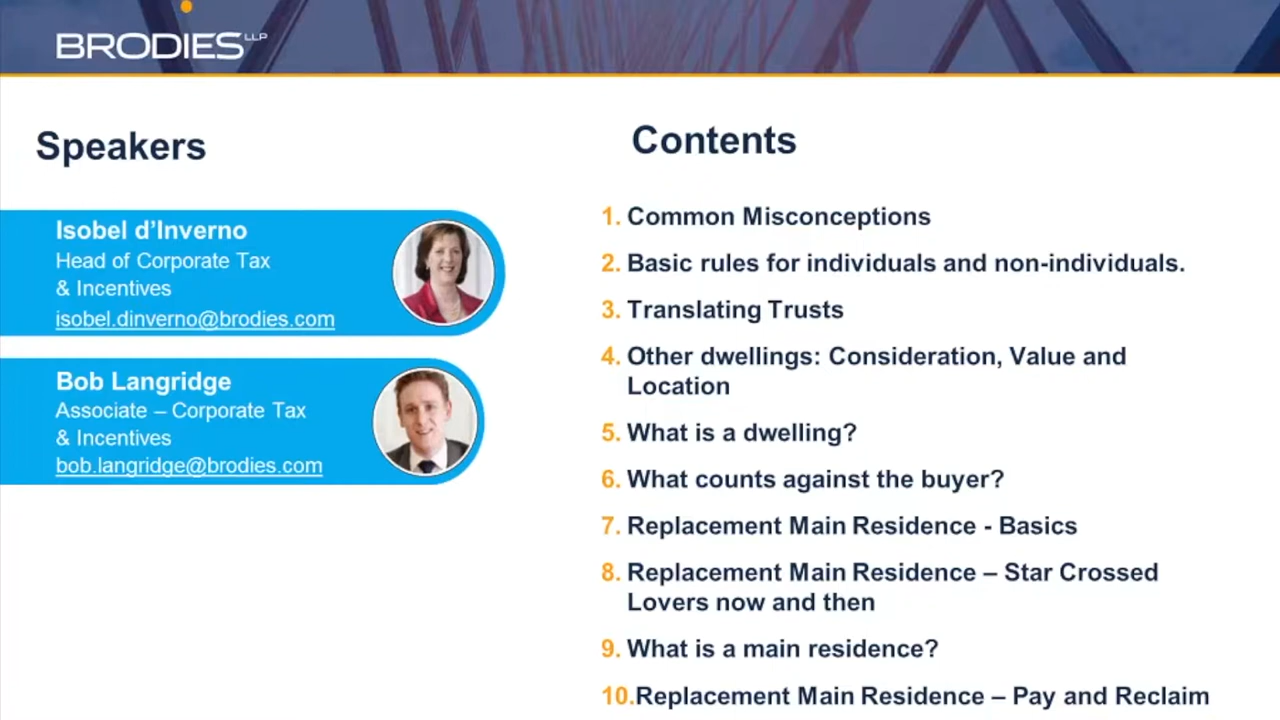 BRODIES LLP
Speakers
Isobel d'Inverno
Head of Corporate Tax
& Incentives
isobel.dinverno@brodies.com
Bob Langridge
Associate – Corporate Tax
& Incentives
bob.langridge@brodies.com
Contents
1. Common Misconceptions
2. Basic rules for individuals and non-individuals.
3. Translating Trusts
4. Other dwellings: Consideration, Value and
Location
5. What is a dwelling?
6. What counts against the buyer?
7. Replacement Main Residence - Basics
8. Replacement Main Residence – Star Crossed
Lovers now and then
9. What is a main residence?
10.Replacement Main Residence – Pay and Reclaim